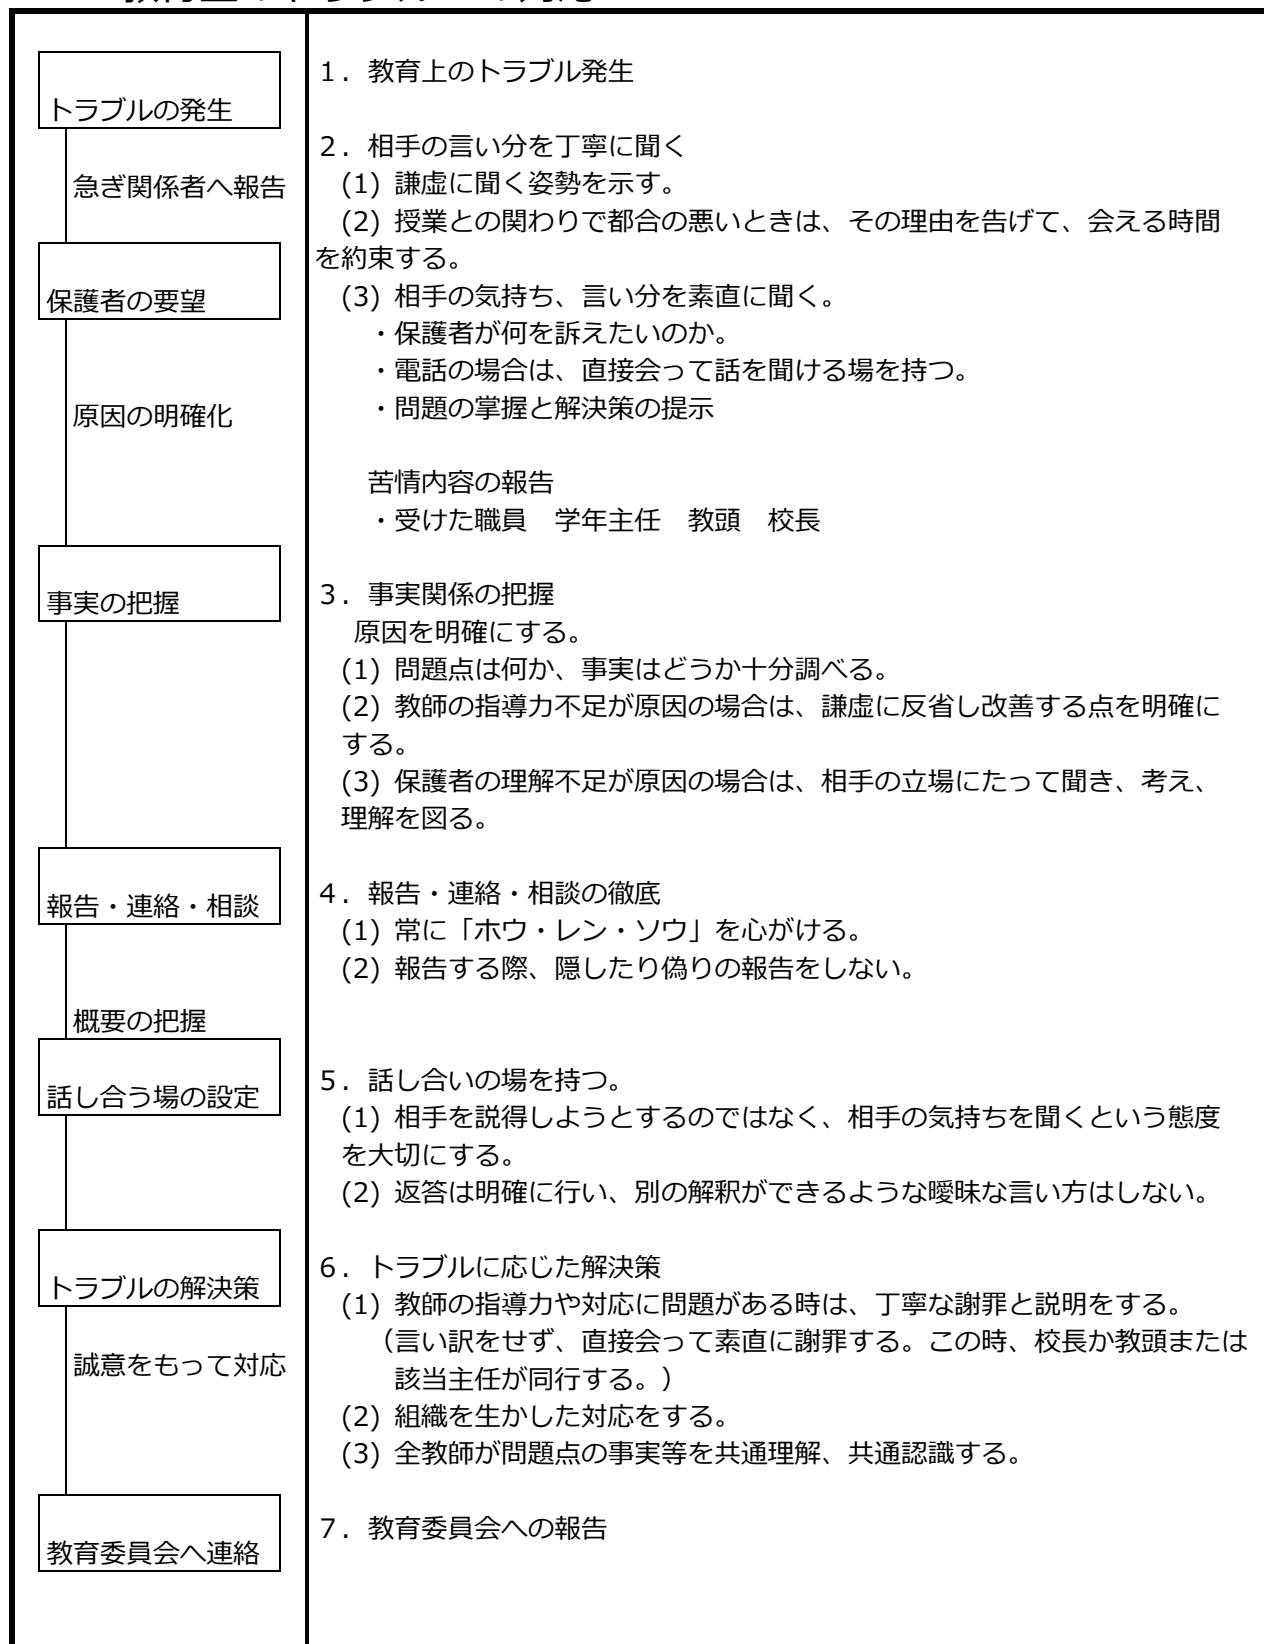 トラブルの発生
急ぎ関係者へ報告
保護者の要望
原因の明確化
事実の把握
報告・連絡・相談
概要の把握
話し合う場の設定
トラブルの解決策
誠意をもって対応
教育委員会へ連絡
１．教育上のトラブル発生
２．相手の言い分を丁寧に聞く
(1) 謙虚に聞く姿勢を示す。
(2) 授業との関わりで都合の悪いときは、その理由を告げて、会える時間
を約束する。
(3) 相手の気持ち、言い分を素直に聞く。
・保護者が何を訴えたいのか。
・電話の場合は、直接会って話を聞ける場を持つ。
・問題の掌握と解決策の提示
苦情内容の報告
・受けた職員　学年主任　教頭　校長
３．事実関係の把握
原因を明確にする。
(1) 問題点は何か、事実はどうか十分調べる。
(2) 教師の指導力不足が原因の場合は、謙虚に反省し改善する点を明確に
する。
(3) 保護者の理解不足が原因の場合は、相手の立場にたって聞き、考え、
理解を図る。
４．報告・連絡・相談の徹底
(1) 常に「ホウ・レン・ソウ」を心がける。
(2) 報告する際、隠したり偽りの報告をしない。
５．話し合いの場を持つ。
(1) 相手を説得しようとするのではなく、相手の気持ちを聞くという態度
を大切にする。
(2) 返答は明確に行い、別の解釈ができるような曖昧な言い方はしない。
６．トラブルに応じた解決策
(1) 教師の指導力や対応に問題がある時は、丁寧な謝罪と説明をする。
（言い訳をせず、直接会って素直に謝罪する。この時、校長か教頭または
該当主任が同行する。）
(2) 組織を生かした対応をする。
(3) 全教師が問題点の事実等を共通理解、共通認識する。
７．教育委員会への報告